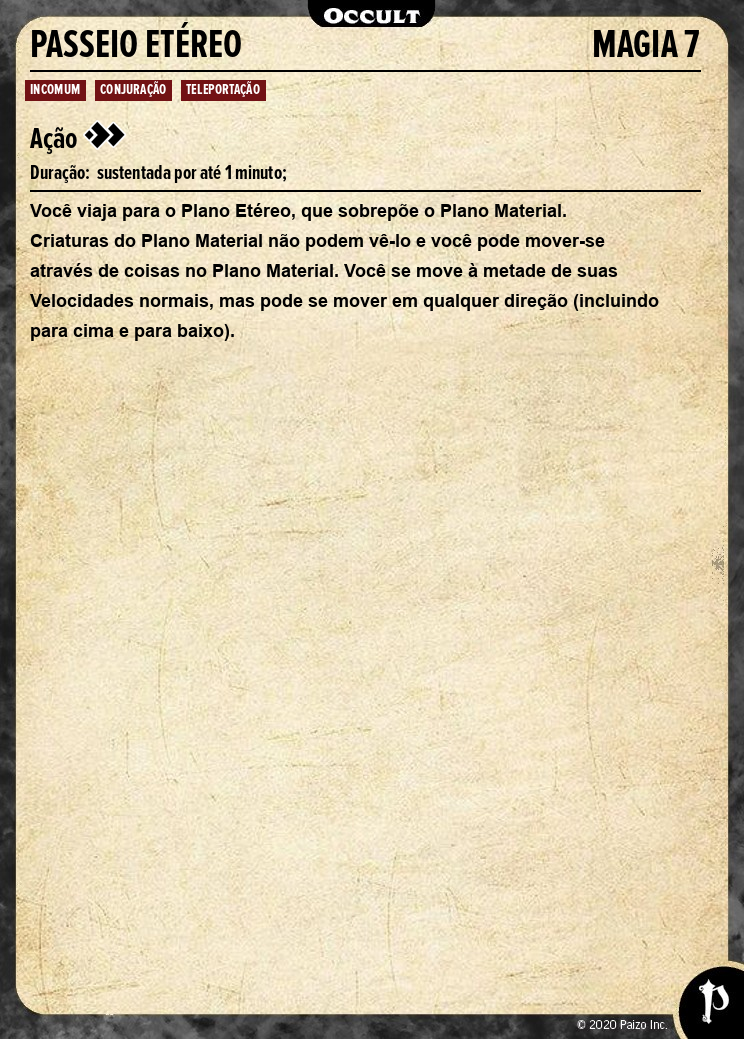 Occult
PASSEIO ETÉREO MAGIA 7
INCOMUM CONJURAÇÃO TELEPORTAÇÃO
Ação
Duração: sustentada por até 1 minuto;
Você viaja para o Plano Etéreo, que sobrepõe o Plano Material.
Criaturas do Plano Material não podem vê-lo e você pode mover-se
através de coisas no Plano Material. Você se move à metade de suas
Velocidades normais, mas pode se mover em qualquer direção (incluindo
para cima e para baixo).
© 2020 Paizo Inc.
P